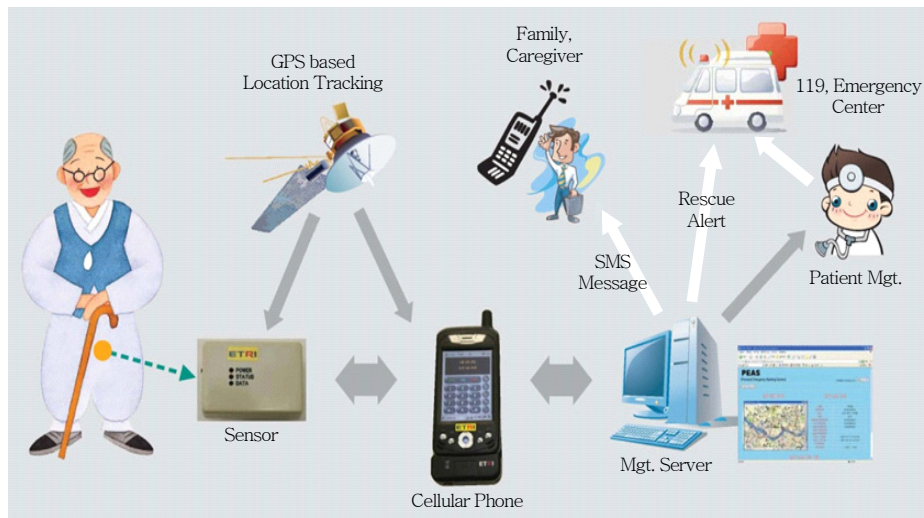 Family,
Caregiver
GPS based
Location Tracking
119, Emergency
Center
Rescue
Alert
SMS
Message
Patient Mgt.
ETRI
POWER
STATUS
DATA
PEAS
Sensor
ETRI
Mgt. Server
Cellular Phone